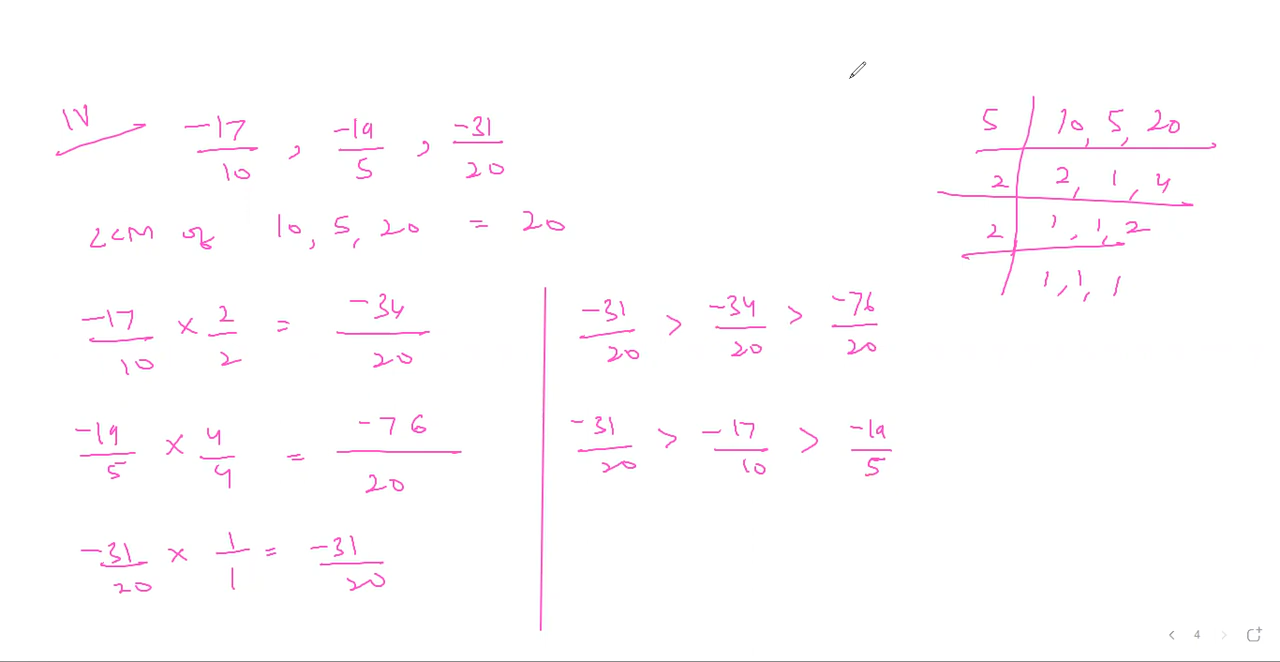 IV -17/10 , -19/5 , -31/20
LCM of 10, 5, 20 = 20
-17/10 × 2/2 = -34/20
-19/5 × 4/4 = -76/20
-31/20 × 1/1 = -31/20
-31/20 > -34/20 > -76/20
-31/20 > -17/10 > -19/5
5 | 10, 5, 20
2 | 2, 1, 4
2 | 1, 1, 2
| 1, 1, 1
< 4 >